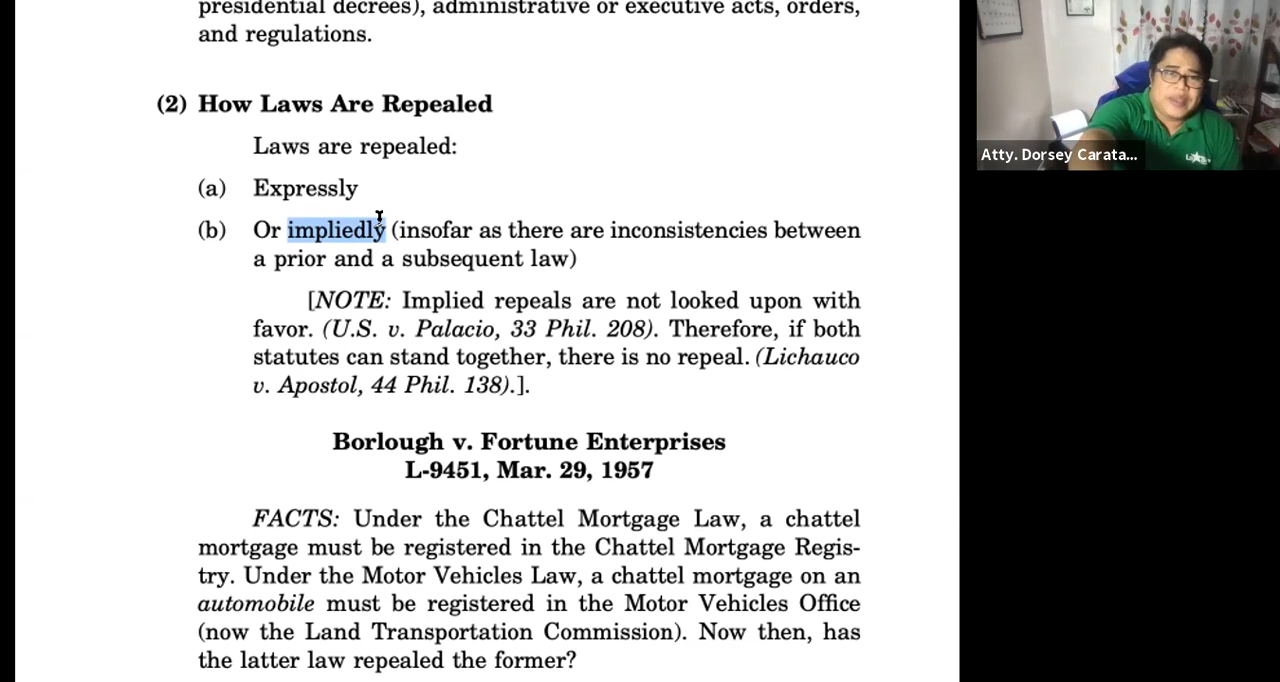 presidential decrees), administrative or executive acts, orders,
and regulations.
(2) How Laws Are Repealed
Laws are repealed:
(a) Expressly
(b) Or impliedly (insofar as there are inconsistencies between
a prior and a subsequent law)
[NOTE: Implied repeals are not looked upon with
favor. (U.S. v. Palacio, 33 Phil. 208). Therefore, if both
statutes can stand together, there is no repeal. (Lichauco
v. Apostol, 44 Phil. 138).].
Borlough v. Fortune Enterprises
L-9451, Mar. 29, 1957
FACTS: Under the Chattel Mortgage Law, a chattel
mortgage must be registered in the Chattel Mortgage Regis-
try. Under the Motor Vehicles Law, a chattel mortgage on an
automobile must be registered in the Motor Vehicles Office
(now the Land Transportation Commission). Now then, has
the latter law repealed the former?
Atty. Dorsey Carata...